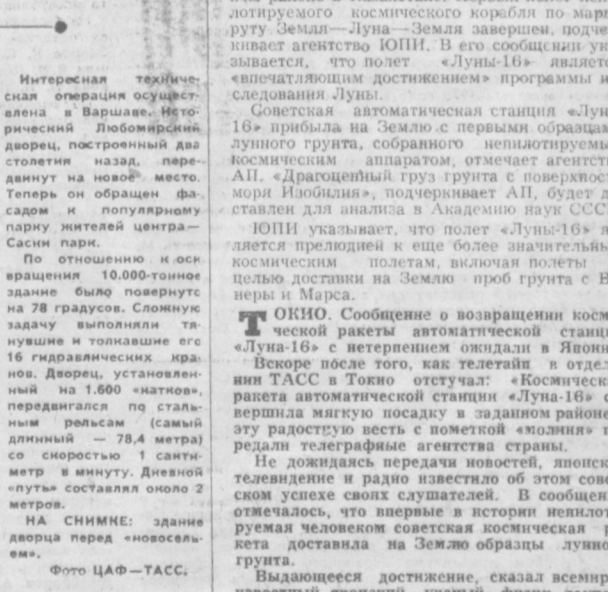 Интересная техниче-
ская операция осущест-
влена в Варшаве. Исто-
рический Любомирский
дворец, построенный два
столетия назад, пере-
двинут на новое место.
Теперь он обращен фа-
садом к популярному
парку жителей центра—
Саски парк.
По отношению к оси
вращения 10.000-тонное
здание было повернуто
на 78 градусов. Сложную
задачу выполняли тя-
нувшие и толкавшие его
16 гидравлических кра-
нов. Дворец, установлен-
ный на 1.600 «катков»,
передвигался по сталь-
ным рельсам (самый
длинный — 78,4 метра)
со скоростью 1 санти-
метр в минуту. Дневной
«путь» составлял около 2
метров.
НА СНИМКЕ: здание
дворца перед «новосель-
ем».
Фото ЦАФ—ТАСС.
лотируемого космического корабля по марш
руту Земля—Луна—Земля завершен, подче
кивает агентство ЮПИ. В его сообщении ук
зывается, что полет «Луны-16» являетс
«впечатляющим достижением» программы и
следования Луны.
Советская автоматическая станция «Лун
16» прибыла на Землю с первыми образцам
лунного грунта, собранного непилотируемы
космическим аппаратом, отмечает агентств
АП. «Драгоценный груз грунта с поверхност
моря Изобилия», подчеркивает АП, будет д
ставлен для анализа в Академию наук ССС
ЮПИ указывает, что полет «Луны-16» я
ляется прелюдией к еще более значительны
космическим полетам, включая полеты с
целью доставки на Землю проб грунта с В
неры и Марса.
ТОКИО. Сообщение о возвращении косм
ческой ракеты автоматической станц
«Луна-16» с нетерпением ожидали в Япони
Вскоре после того, как телетайп в отдел
нии ТАСС в Токио отстучал: «Космическ
ракета автоматической станции «Луна-16» с
вершила мягкую посадку в заданном районе
эту радостную весть с пометкой «молния» п
редали телеграфные агентства страны.
Не дожидаясь передачи новостей, японск
телевидение и радио известило об этом сове
ском успехе своих слушателей. В сообщен
отмечалось, что впервые в истории непилот
руемая человеком советская космическая р
кета доставила на Землю образцы лунно
грунта.
Выдающееся достижение, сказал всемир